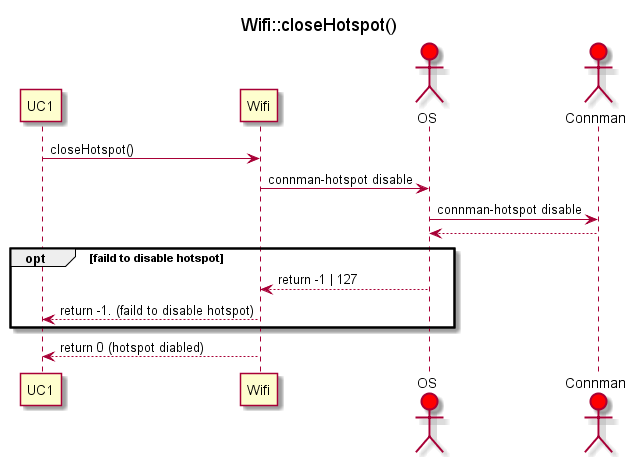 Wifi::closeHotspot()
UC1
Wifi
OS
Connman
closeHotspot()
connman-hotspot disable
connman-hotspot disable
opt
[faild to disable hotspot]
return -1 | 127
return -1. (faild to disable hotspot)
return 0 (hotspot diabled)
UC1
Wifi
OS
Connman